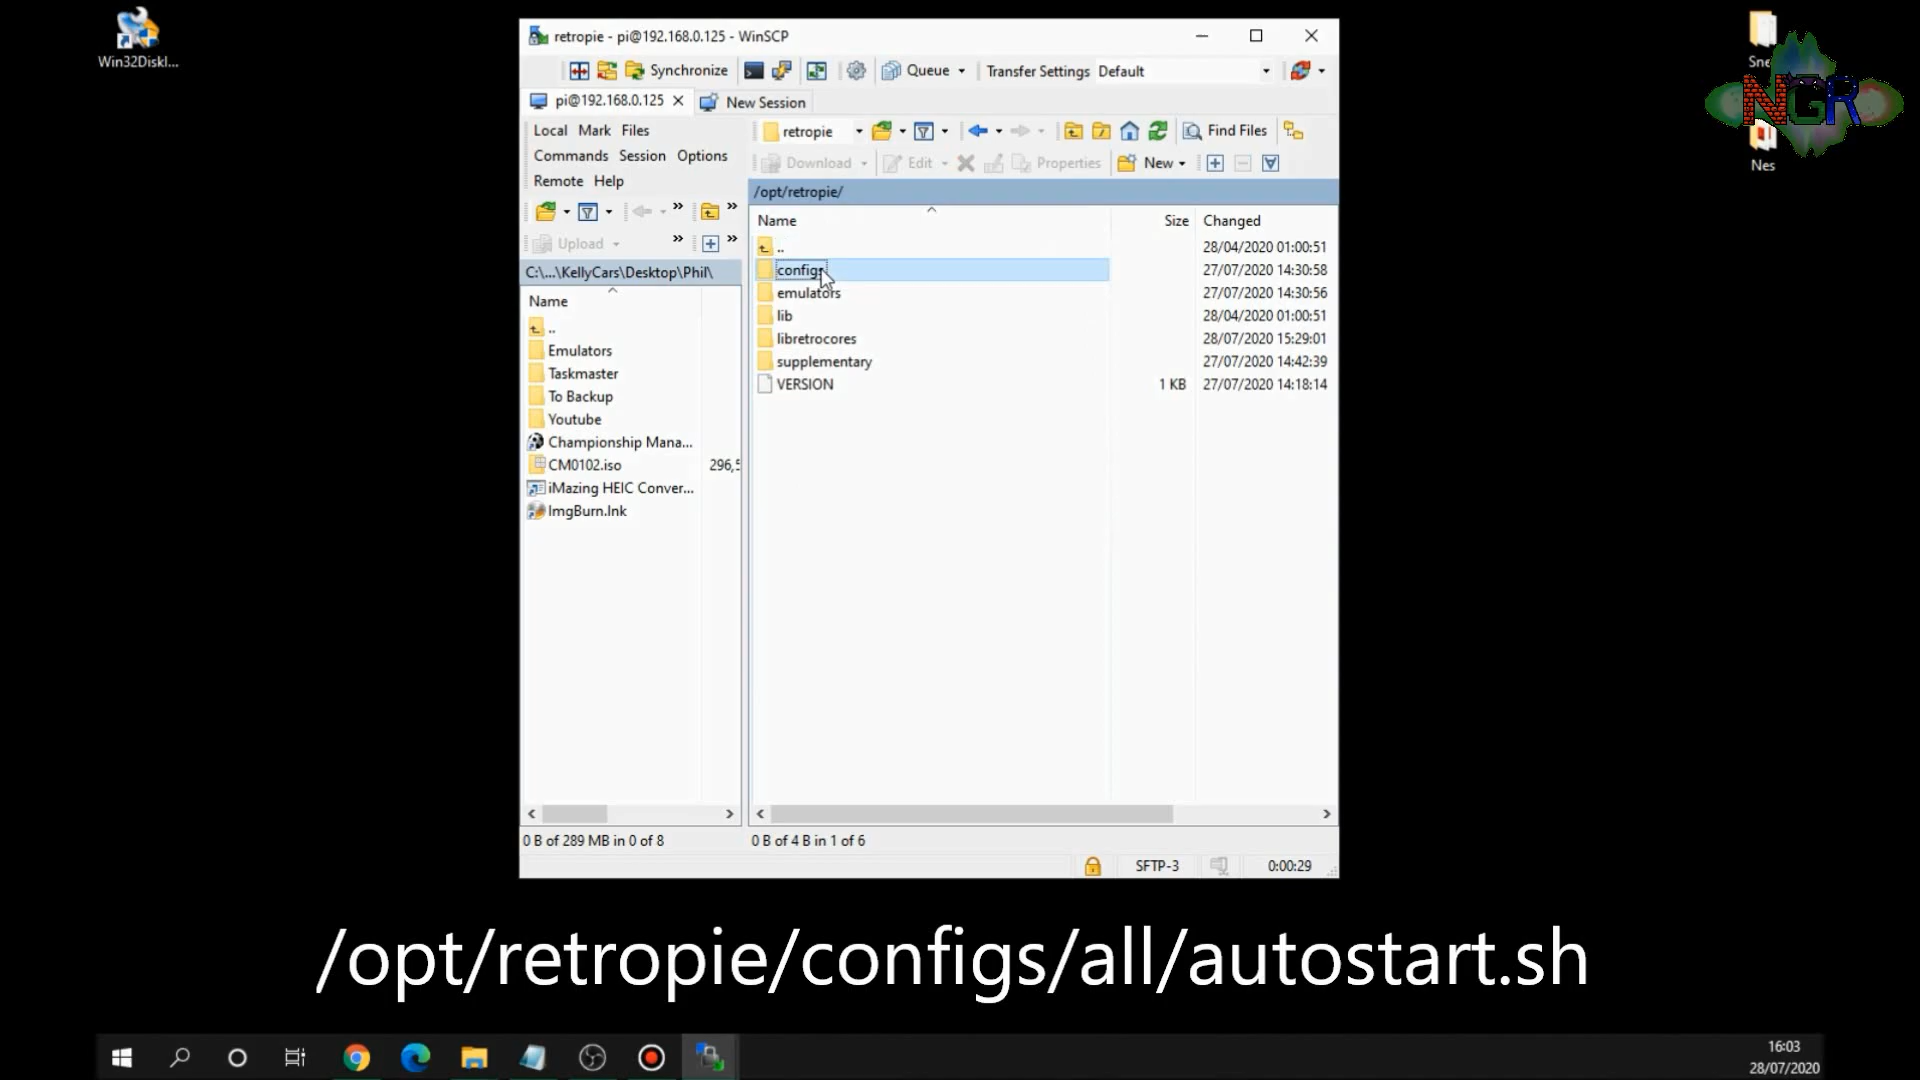 Win32DiskI...
retropie - pi@192.168.0.125 - WinSCP
Synchronize
Queue
Transfer Settings Default
pi@192.168.0.125
New Session
Local Mark Files
Commands Session Options
Remote Help
Upload
C:\...\KellyCars\Desktop\Phil\
Name
..
Emulators
Taskmaster
To Backup
Youtube
Championship Mana...
CM0102.iso 296,5
iMazing HEIC Conver...
ImgBurn.lnk
0 B of 289 MB in 0 of 8
retropie
Find Files
Download Edit Properties New
/opt/retropie/
Name Size Changed
.. 28/04/2020 01:00:51
configs 27/07/2020 14:30:58
emulators 27/07/2020 14:30:56
lib 28/04/2020 01:00:51
libretrocores 28/07/2020 15:29:01
supplementary 27/07/2020 14:42:39
VERSION 1 KB 27/07/2020 14:18:14
0 B of 4 B in 1 of 6
SFTP-3 0:00:29
Sne
NGR
Nes
/opt/retropie/configs/all/autostart.sh
16:03
28/07/2020